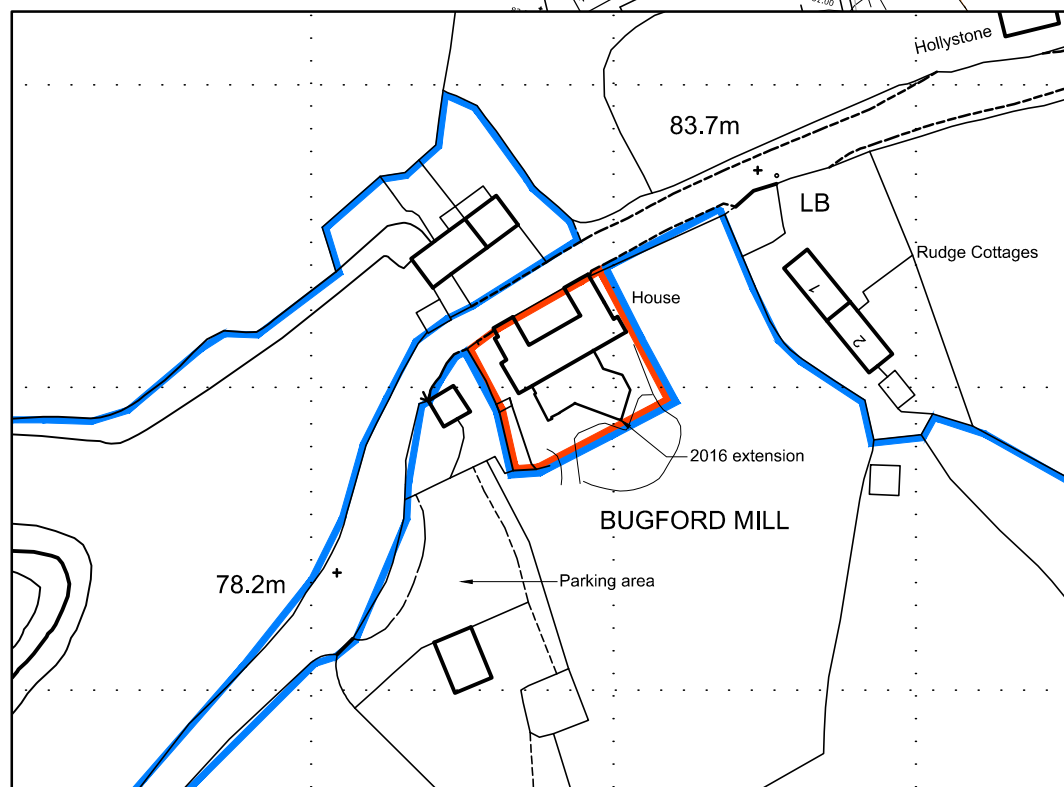 Hollystone
83.7m
LB
Rudge Cottages
1
2
House
2016 extension
BUGFORD MILL
Parking area
78.2m